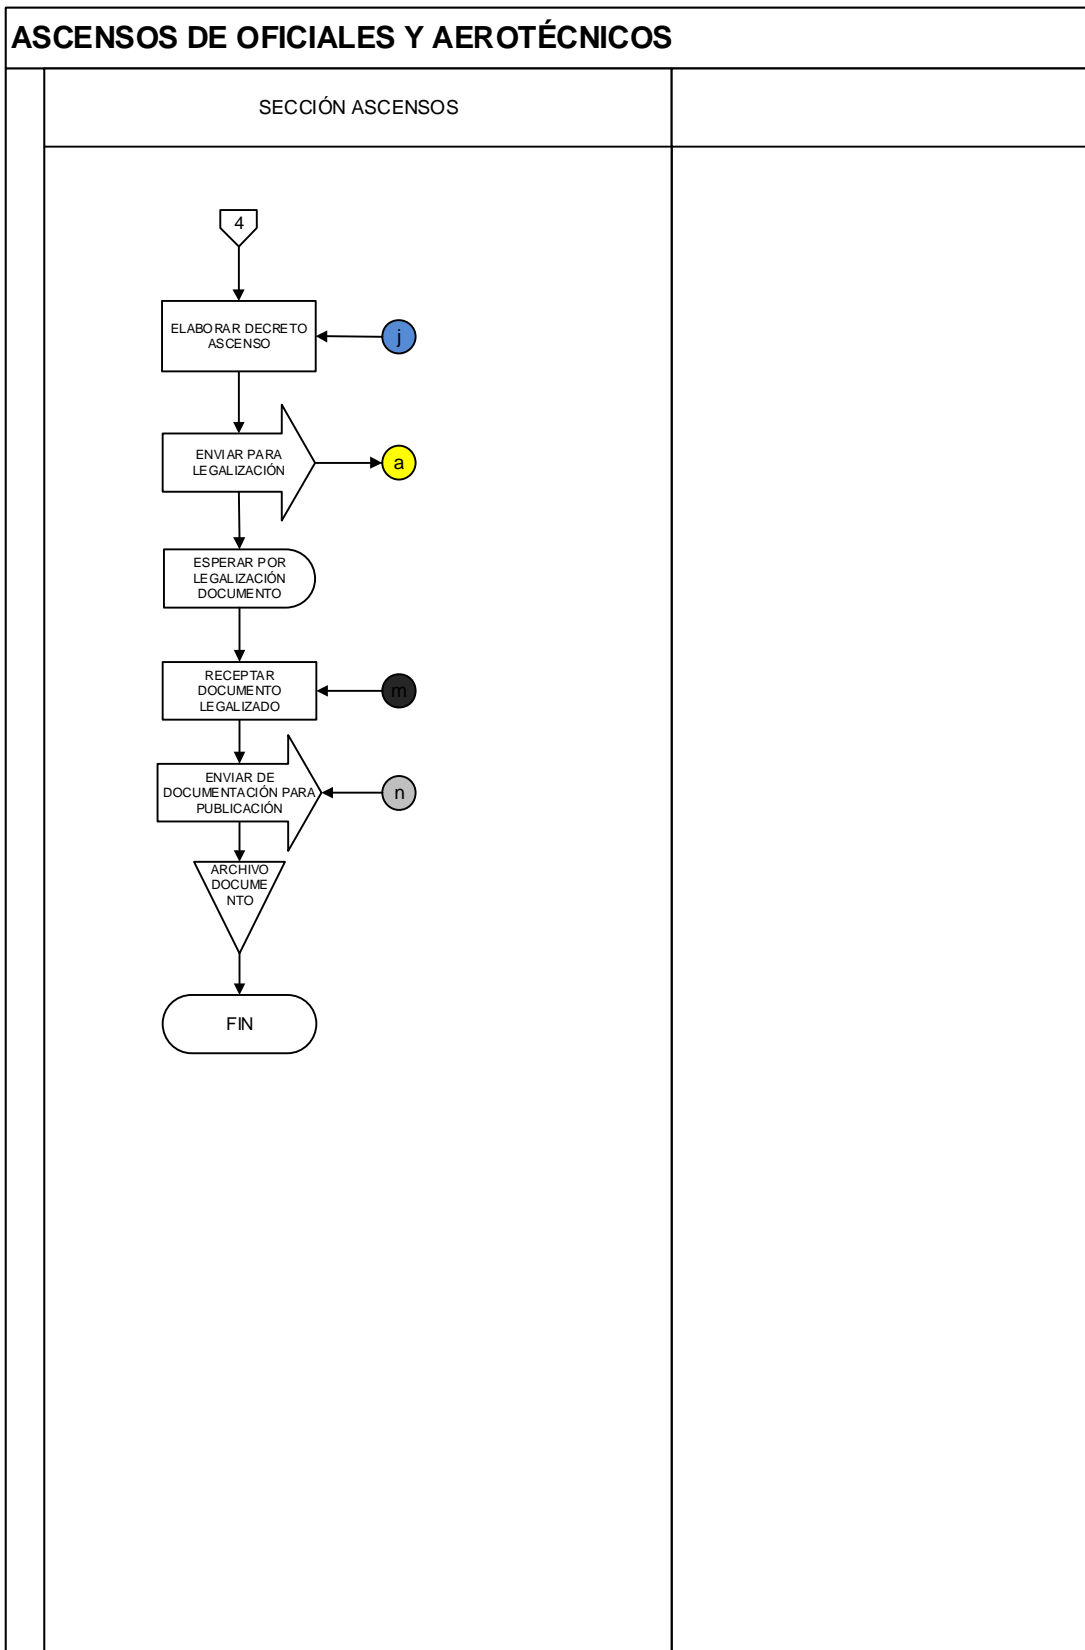 ASCENSOS DE OFICIALES Y AEROTÉCNICOS
SECCIÓN ASCENSOS
4
ELABORAR DECRETO
ASCENSO
j
ENVIAR PARA
LEGALIZACIÓN
a
ESPERAR POR
LEGALIZACIÓN
DOCUMENTO
RECEPTAR
DOCUMENTO
LEGALIZADO
m
ENVIAR DE
DOCUMENTACIÓN PARA
PUBLICACIÓN
n
ARCHIVO
DOCUME
NTO
FIN